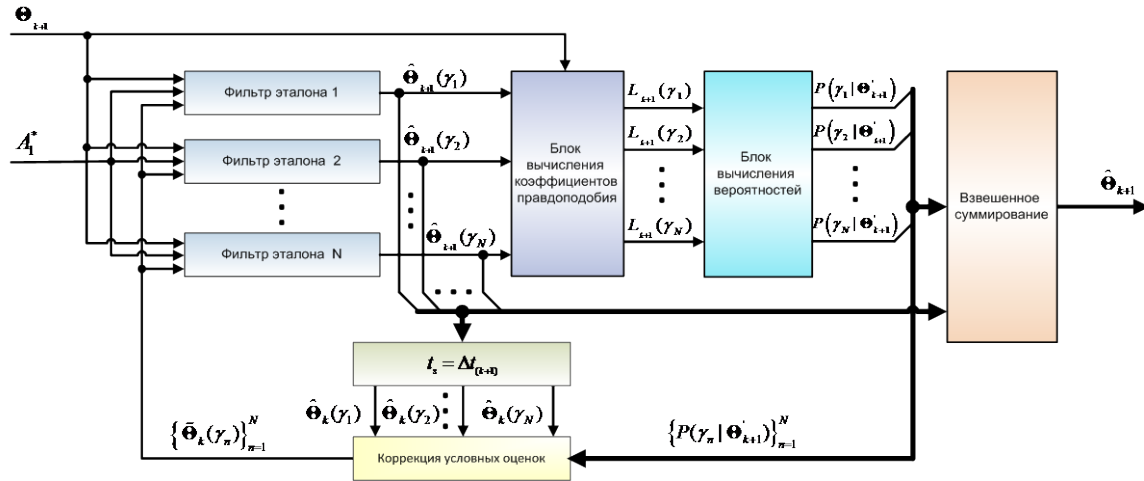 Θ_{k+1}
Фильтр эталона 1
Θ̂_{k+1}(γ_1)
L_{k+1}(γ_1)
P(γ_1 | Θ'_{k+1})
A_1^*
Фильтр эталона 2
Θ̂_{k+1}(γ_2)
Блок
вычисления
коэффициентов
правдоподобия
L_{k+1}(γ_2)
Блок
вычисления
вероятностей
P(γ_2 | Θ'_{k+1})
Взвешенное
суммирование
Θ̂_{k+1}
Фильтр эталона N
Θ̂_{k+1}(γ_N)
L_{k+1}(γ_N)
P(γ_N | Θ'_{k+1})
t_з = Δt_{(k+1)}
Θ̂_k(γ_1)
Θ̂_k(γ_2)
Θ̂_k(γ_N)
{Θ̄_k(γ_n)}_{n=1}^N
{P(γ_n | Θ'_{k+1})}_{n=1}^N
Коррекция условных оценок